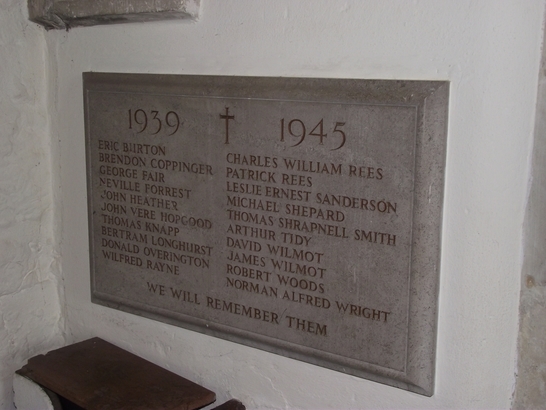 1939 1945
ERIC BURTON
BRENDON COPPINGER
GEORGE FAIR
NEVILLE FORREST
JOHN HEATHER
JOHN VERE HOPGOOD
THOMAS KNAPP
BERTRAM LONGHURST
DONALD OVERINGTON
WILFRED RAYNE
CHARLES WILLIAM REES
PATRICK REES
LESLIE ERNEST SANDERSON
MICHAEL SHEPARD
THOMAS SHRAPNELL SMITH
ARTHUR TIDY
DAVID WILMOT
JAMES WILMOT
ROBERT WOODS
NORMAN ALFRED WRIGHT
WE WILL REMEMBER THEM